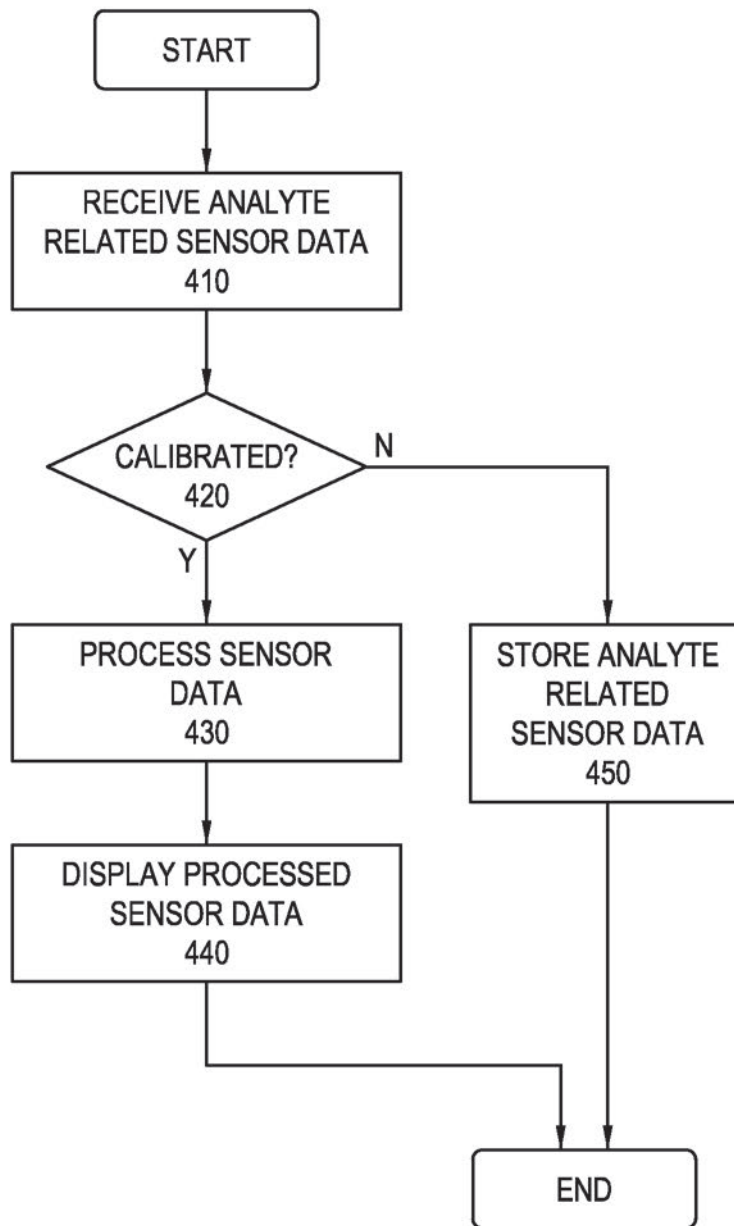 START
RECEIVE ANALYTE
RELATED SENSOR DATA
410
CALIBRATED?
420
N
Y
PROCESS SENSOR
DATA
430
STORE ANALYTE
RELATED
SENSOR DATA
450
DISPLAY PROCESSED
SENSOR DATA
440
END